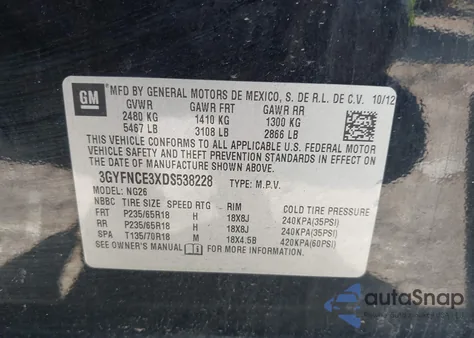 GM MFD BY GENERAL MOTORS DE MEXICO, S. DE R.L. DE C.V. 10/12
GVWR GAWR FRT GAWR RR
2480 KG 1410 KG 1300 KG
5467 LB 3108 LB 2866 LB
THIS VEHICLE CONFORMS TO ALL APPLICABLE U.S. FEDERAL MOTOR
VEHICLE SAFETY, BUMPER, AND THEFT PREVENTION STANDARDS IN
EFFECT ON THE DATE OF MANUFACTURE SHOWN ABOVE.
3GYFNCE3XDS538228 TYPE: M.P.V.
MODEL: NG26
NBBC TIRE SIZE SPEED RTG RIM COLD TIRE PRESSURE
FRT P235/65R18 H 18X8J 240KPA(35PSI)
RR P235/65R18 H 18X8J 240KPA(35PSI)
SPA T135/70R18 M 18X4.5B 420KPA(60PSI)
SEE OWNER'S MANUAL FOR MORE INFORMATION.
autoSnap